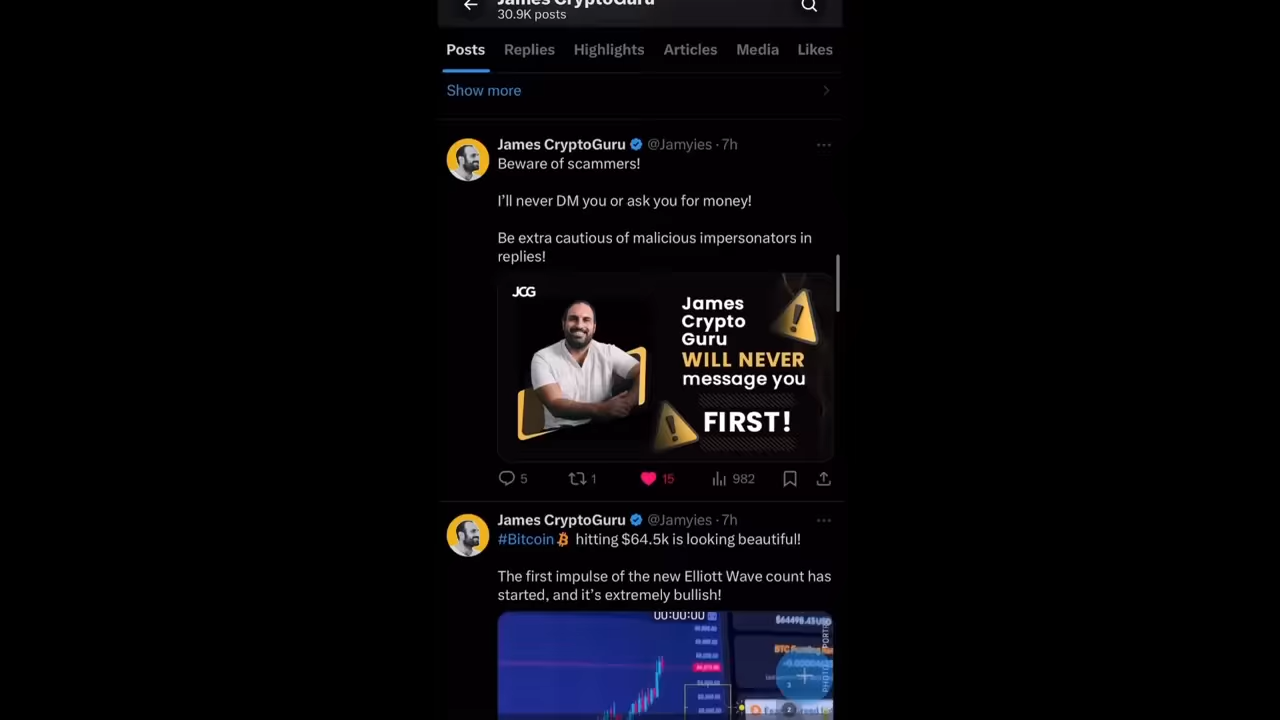 James CryptoGuru
30.9K posts
Posts Replies Highlights Articles Media Likes
Show more
James CryptoGuru @Jamyies · 7h
Beware of scammers!
I'll never DM you or ask you for money!
Be extra cautious of malicious impersonators in
replies!
JCG
James
Crypto
Guru
WILL NEVER
message you
FIRST!
5 1 15 982
James CryptoGuru @Jamyies · 7h
#Bitcoin hitting $64.5k is looking beautiful!
The first impulse of the new Elliott Wave count has
started, and it's extremely bullish!
00:00:00
$64498.43USD